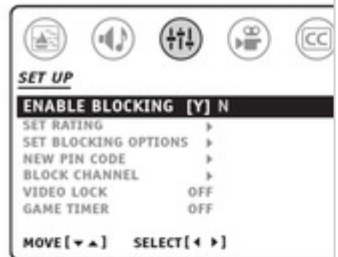 CC
SET UP
ENABLE BLOCKING [Y] N
SET RATING ▶
SET BLOCKING OPTIONS ▶
NEW PIN CODE ▶
BLOCK CHANNEL ▶
VIDEO LOCK OFF
GAME TIMER OFF
MOVE [▼ ▲] SELECT [◀ ▶]